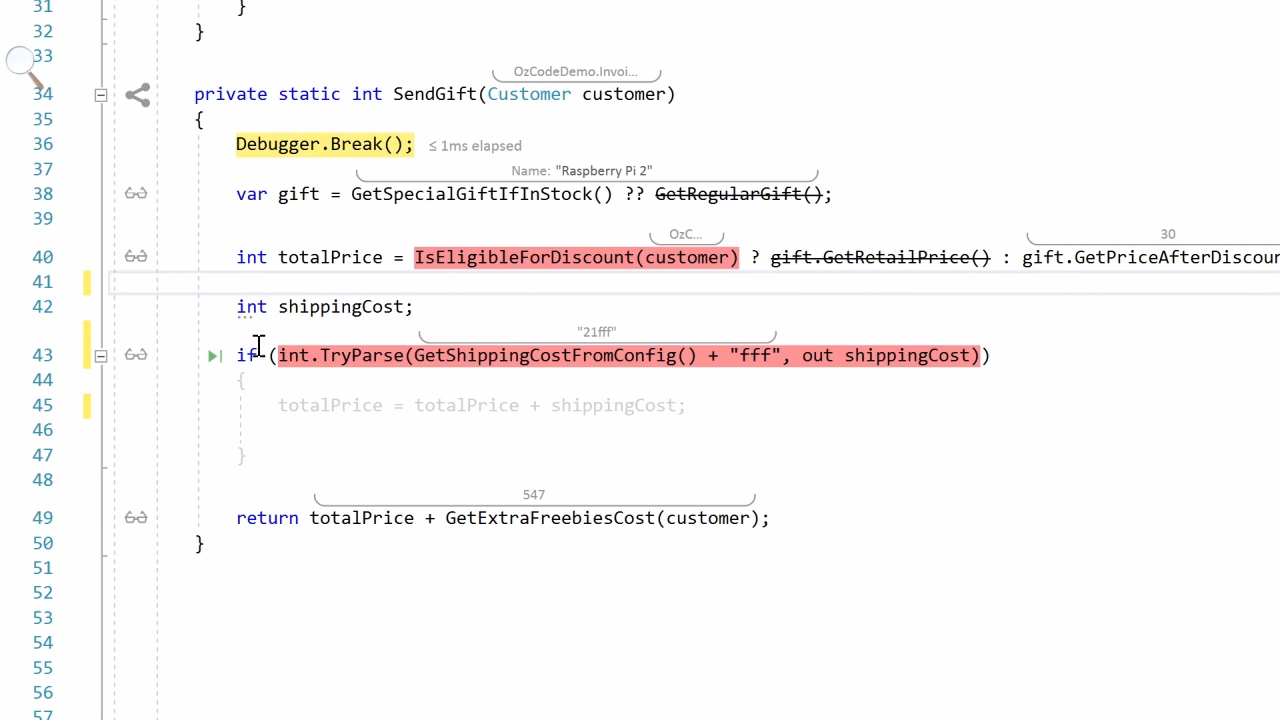 31 }
32 }
33
OzCodeDemo.Invoi...
34 private static int SendGift(Customer customer)
35 {
36 Debugger.Break(); ≤ 1ms elapsed
37 Name: "Raspberry Pi 2"
38 var gift = GetSpecialGiftIfInStock() ?? GetRegularGift();
39
OzC... 30
40 int totalPrice = IsEligibleForDiscount(customer) ? gift.GetRetailPrice() : gift.GetPriceAfterDiscoun
41
42 int shippingCost;
"21fff"
43 if (int.TryParse(GetShippingCostFromConfig() + "fff", out shippingCost))
44 {
45 totalPrice = totalPrice + shippingCost;
46
47 }
48
547
49 return totalPrice + GetExtraFreebiesCost(customer);
50 }
51
52
53
54
55
56
57